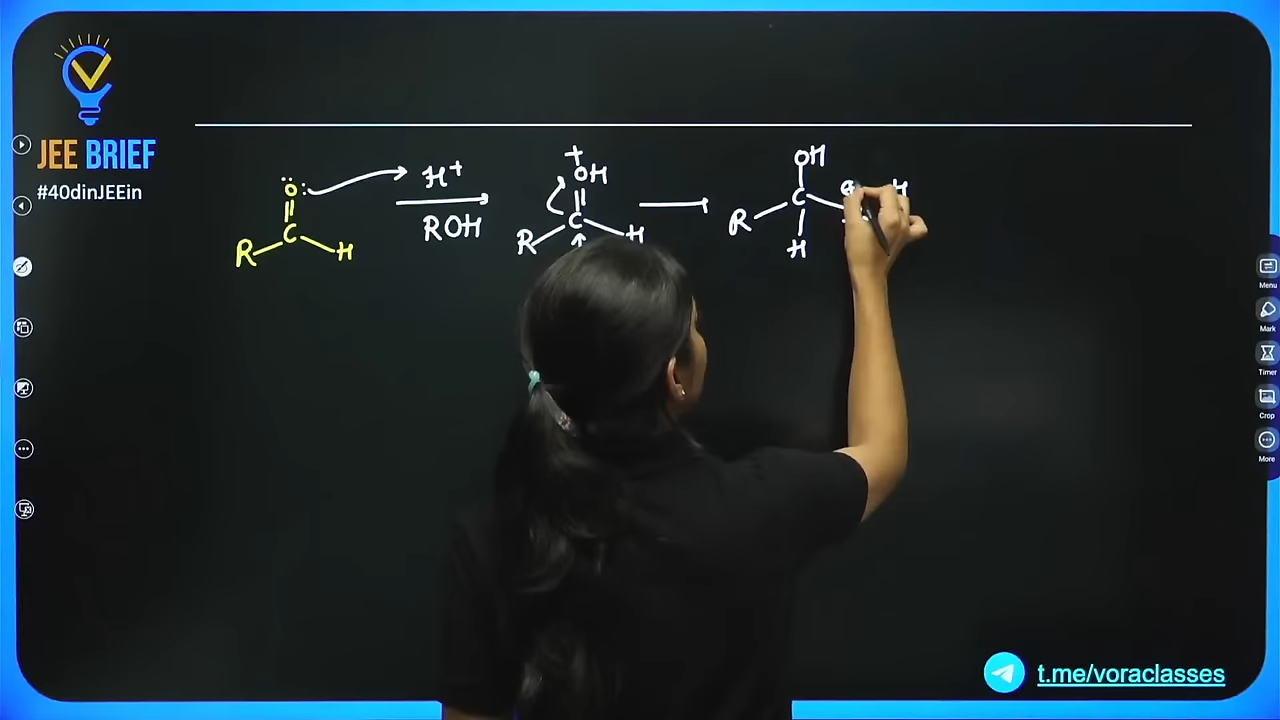 JEE BRIEF
#40dinJEEin
R C O H
H+
ROH
+
R C OH H
R C OH H
H
Menu
Mark
Timer
Crop
More
t.me/voraclasses